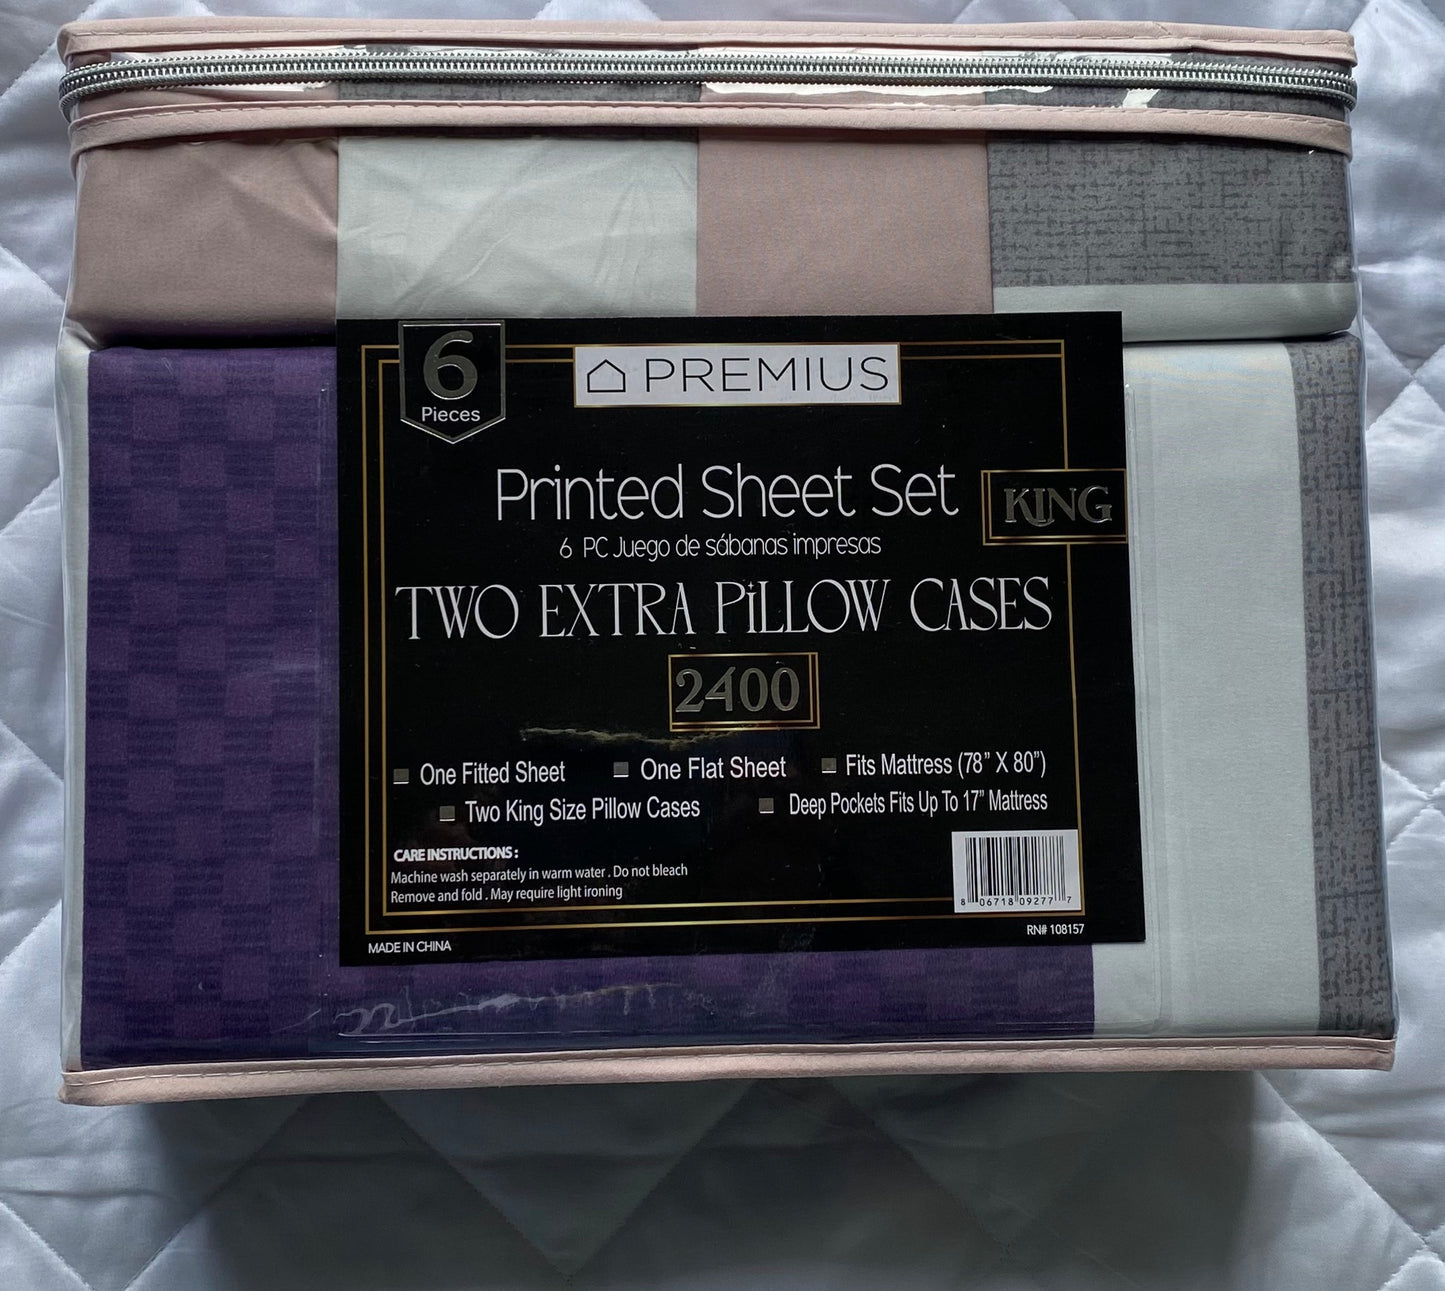 6
Pieces
PREMIUS
Printed Sheet Set
KING
6 PC Juego de sábanas impresas
TWO EXTRA PiLLOW CASES
2400
One Fitted Sheet One Flat Sheet Fits Mattress (78” X 80”)
Two King Size Pillow Cases Deep Pockets Fits Up To 17” Mattress
CARE INSTRUCTIONS :
Machine wash separately in warm water . Do not bleach
Remove and fold . May require light ironing
8 06718 09277 7
RN# 108157
MADE IN CHINA